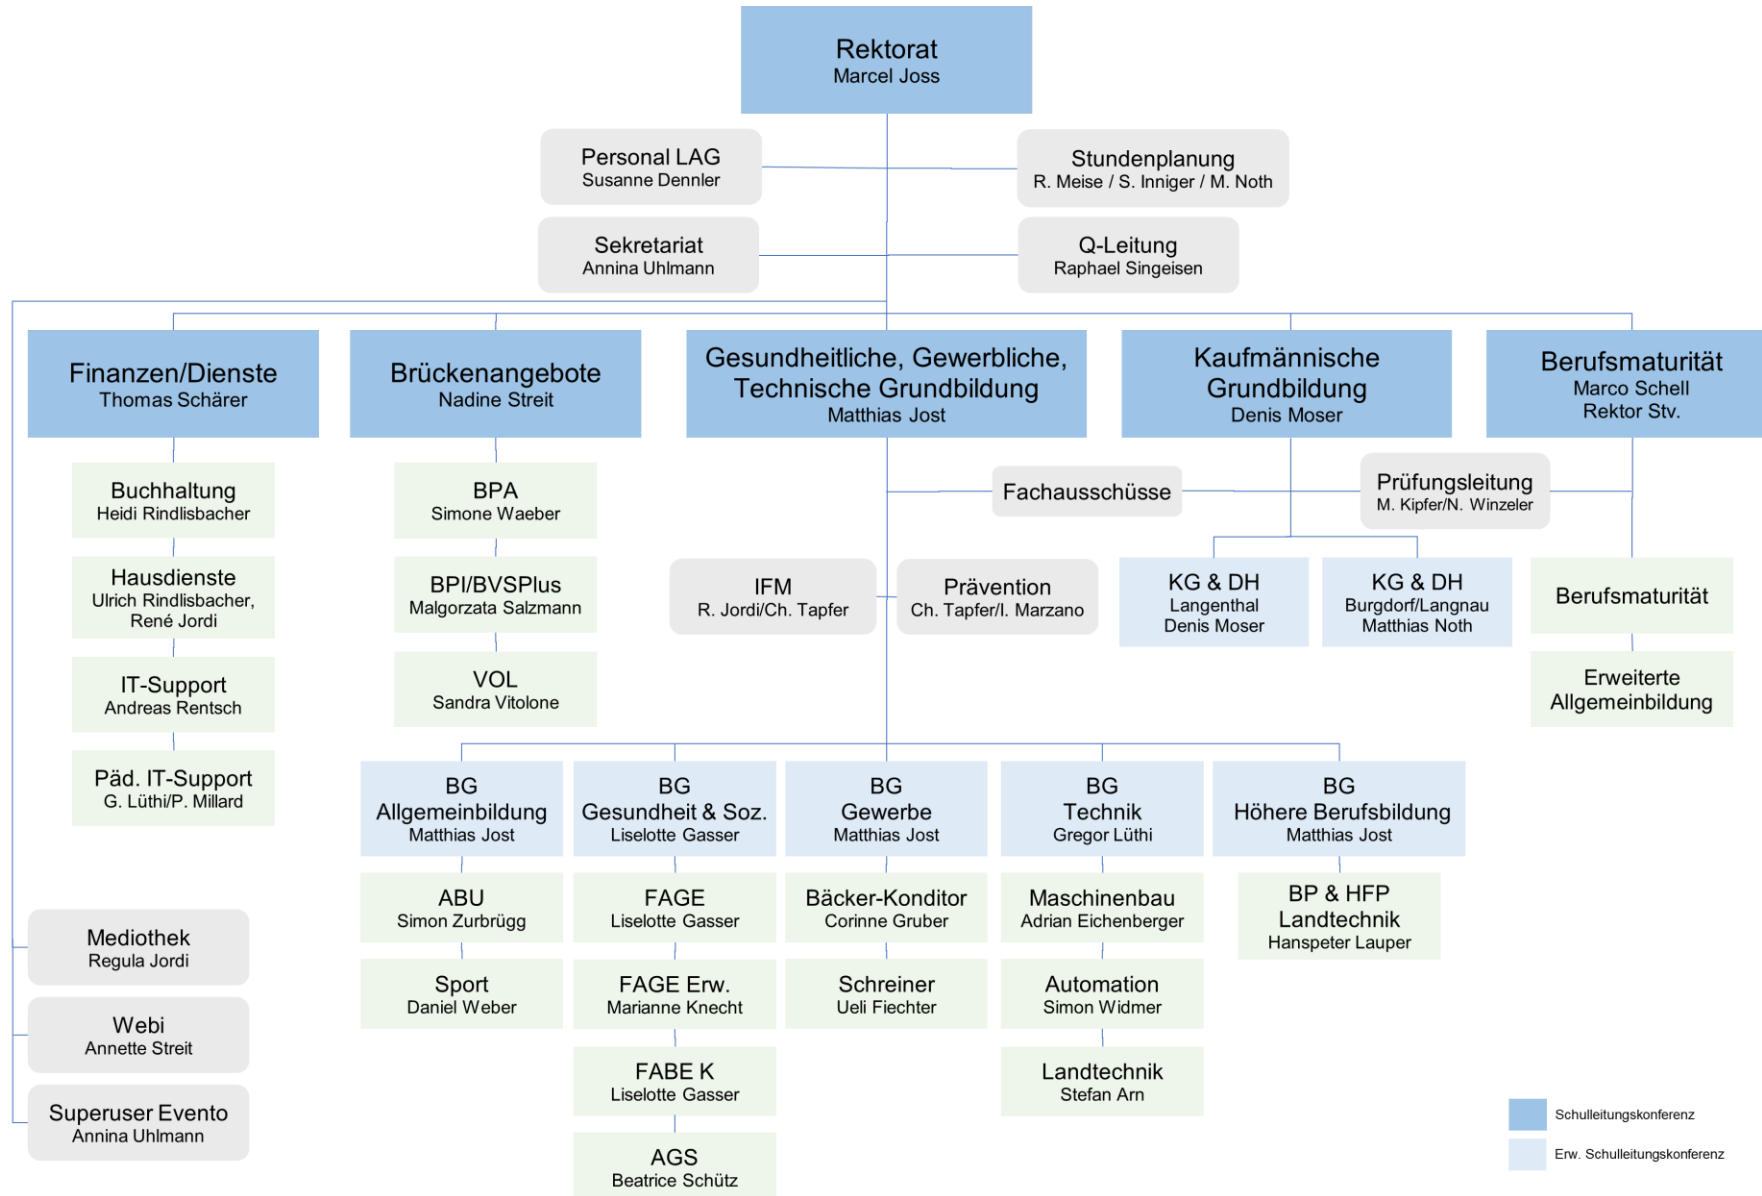 Rektorat
Marcel Joss
Personal LAG
Susanne Dennler
Stundenplanung
R. Meise / S. Inniger / M. Noth
Sekretariat
Annina Uhlmann
Q-Leitung
Raphael Singeisen
Finanzen/Dienste
Thomas Schärer
Brückenangebote
Nadine Streit
Gesundheitliche, Gewerbliche,
Technische Grundbildung
Matthias Jost
Kaufmännische
Grundbildung
Denis Moser
Berufsmaturität
Marco Schell
Rektor Stv.
Buchhaltung
Heidi Rindlisbacher
Hausdienste
Ulrich Rindlisbacher,
René Jordi
IT-Support
Andreas Rentsch
Päd. IT-Support
G. Lüthi/P. Millard
BPA
Simone Waeber
BPI/BVSPlus
Malgorzata Salzmann
VOL
Sandra Vitolone
Fachausschüsse
Prüfungsleitung
M. Kipfer/N. Winzeler
IFM
R. Jordi/Ch. Tapfer
Prävention
Ch. Tapfer/I. Marzano
KG & DH
Langenthal
Denis Moser
KG & DH
Burgdorf/Langnau
Matthias Noth
Berufsmaturität
Erweiterte
Allgemeinbildung
BG
Allgemeinbildung
Matthias Jost
ABU
Simon Zurbrügg
Sport
Daniel Weber
BG
Gesundheit & Soz.
Liselotte Gasser
FAGE
Liselotte Gasser
FAGE Erw.
Marianne Knecht
FABE K
Liselotte Gasser
AGS
Beatrice Schütz
BG
Gewerbe
Matthias Jost
Bäcker-Konditor
Corinne Gruber
Schreiner
Ueli Fiechter
BG
Technik
Gregor Lüthi
Maschinenbau
Adrian Eichenberger
Automation
Simon Widmer
Landtechnik
Stefan Arn
BG
Höhere Berufsbildung
Matthias Jost
BP & HFP
Landtechnik
Hanspeter Lauper
Mediothek
Regula Jordi
Webi
Annette Streit
Superuser Evento
Annina Uhlmann
Schulleitungskonferenz
Erw. Schulleitungskonferenz